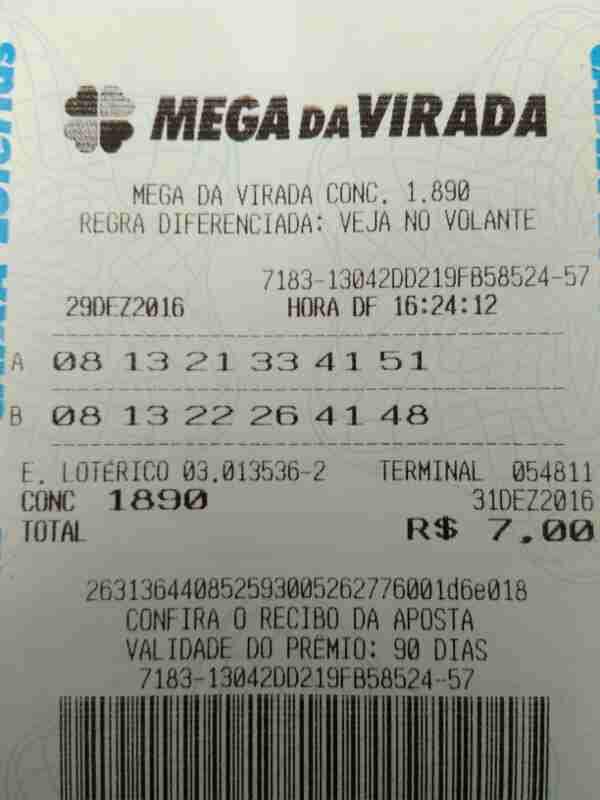 MEGA DA VIRADA
MEGA DA VIRADA CONC. 1.890
REGRA DIFERENCIADA: VEJA NO VOLANTE
7183-13042DD219FB58524-57
29DEZ2016 HORA DF 16:24:12
A 08 13 21 33 41 51
B 08 13 22 26 41 48
E. LOTÉRICO 03.013536-2 TERMINAL 054811
CONC 1890 31DEZ2016
TOTAL R$ 7.00
263136440852593005262776001d6e018
CONFIRA O RECIBO DA APOSTA
VALIDADE DO PRÊMIO: 90 DIAS
7183-13042DD219FB58524-57